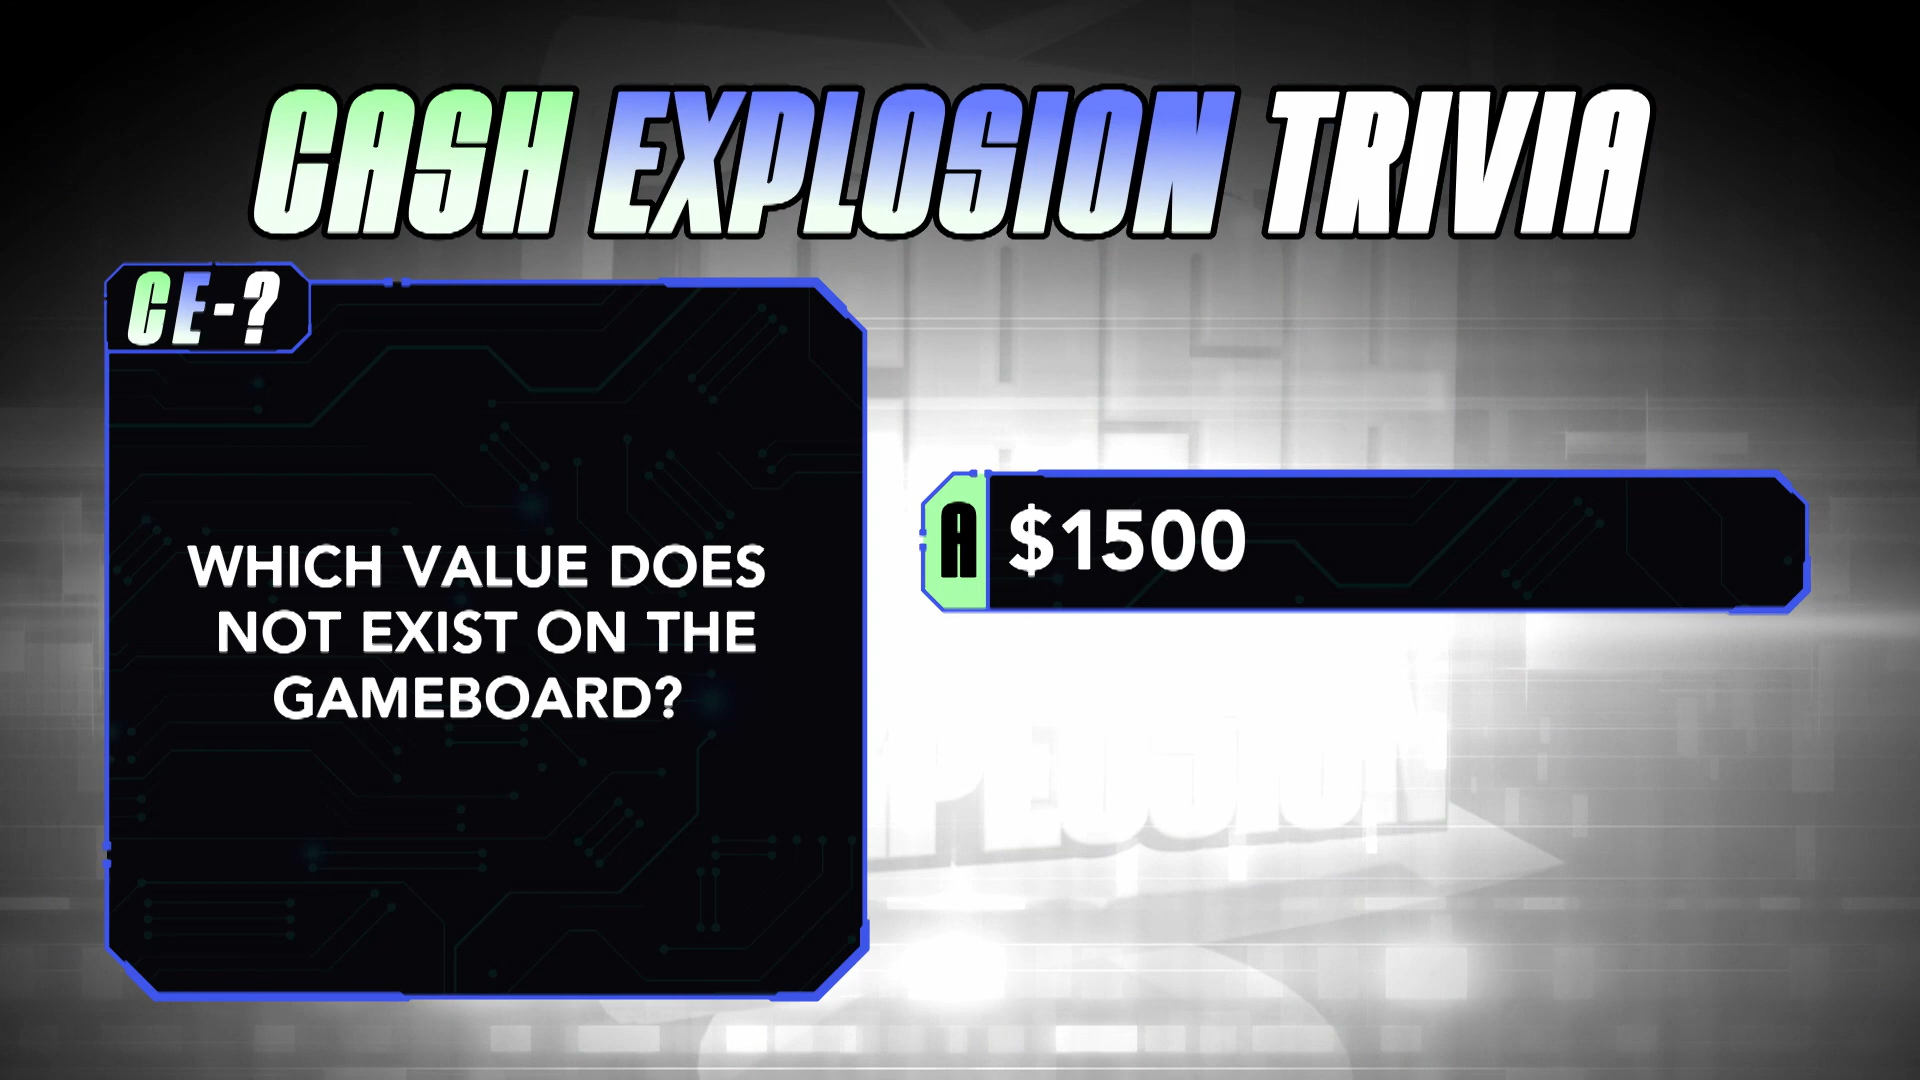 CASH EXPLOSION TRIVIA
CE-?
WHICH VALUE DOES
NOT EXIST ON THE
GAMEBOARD?
A $1500